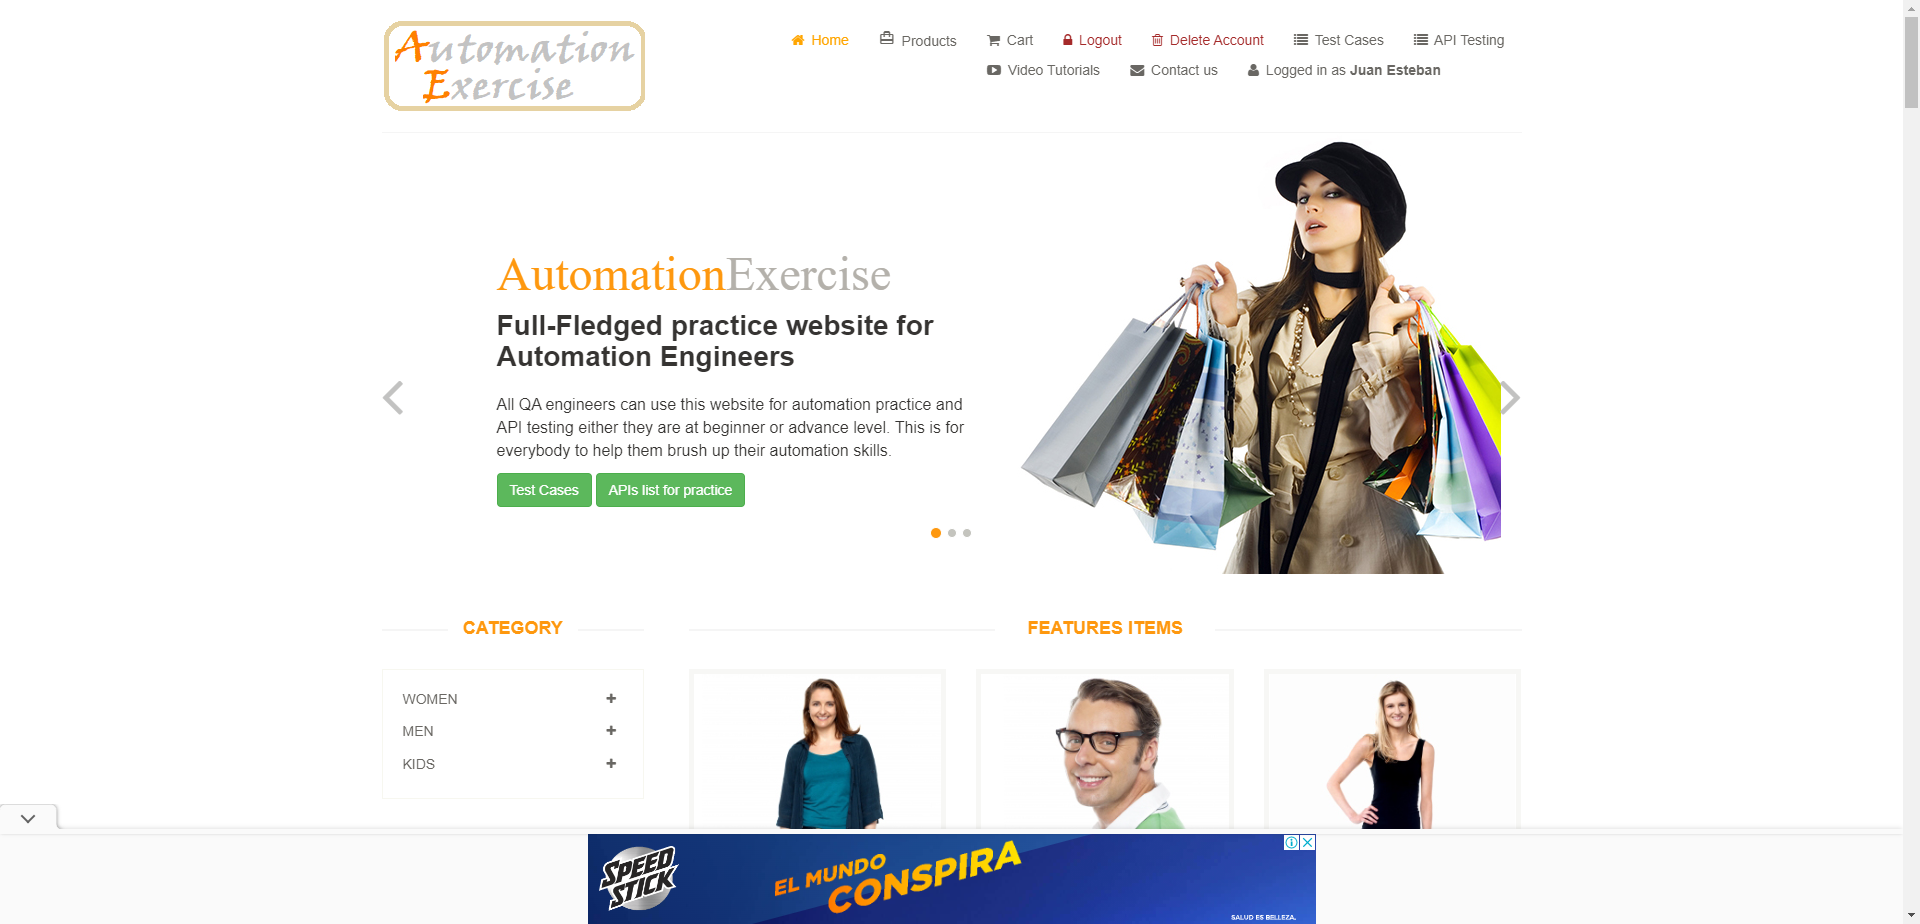 Automation
Exercise
Home
Products
Cart
Logout
Delete Account
Test Cases
API Testing
Video Tutorials
Contact us
Logged in as Juan Esteban
AutomationExercise
Full-Fledged practice website for
Automation Engineers
All QA engineers can use this website for automation practice and
API testing either they are at beginner or advance level. This is for
everybody to help them brush up their automation skills.
Test Cases
APIs list for practice
CATEGORY
WOMEN
MEN
KIDS
FEATURES ITEMS
SPEED
STICK
EL MUNDO
CONSPIRA
SALUD ES BELLEZA.